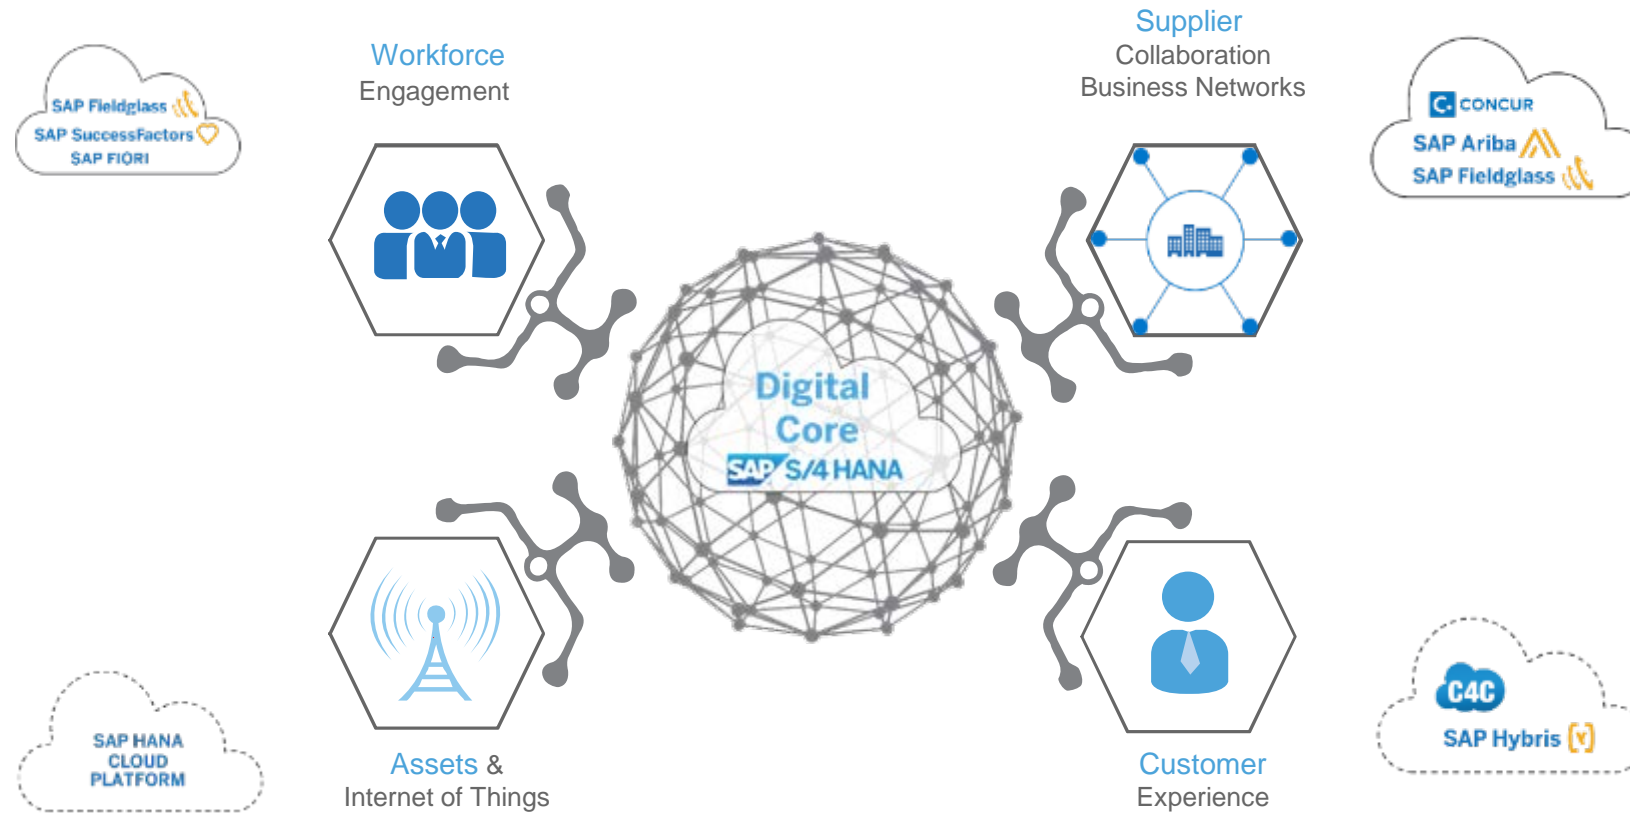 Workforce
Engagement
Supplier
Collaboration
Business Networks
SAP Fieldglass
SAP SuccessFactors
SAP FIORI
C. CONCUR
SAP Ariba
SAP Fieldglass
Digital
Core
SAP S/4 HANA
SAP HANA
CLOUD
PLATFORM
Assets &
Internet of Things
Customer
Experience
C4C
SAP Hybris